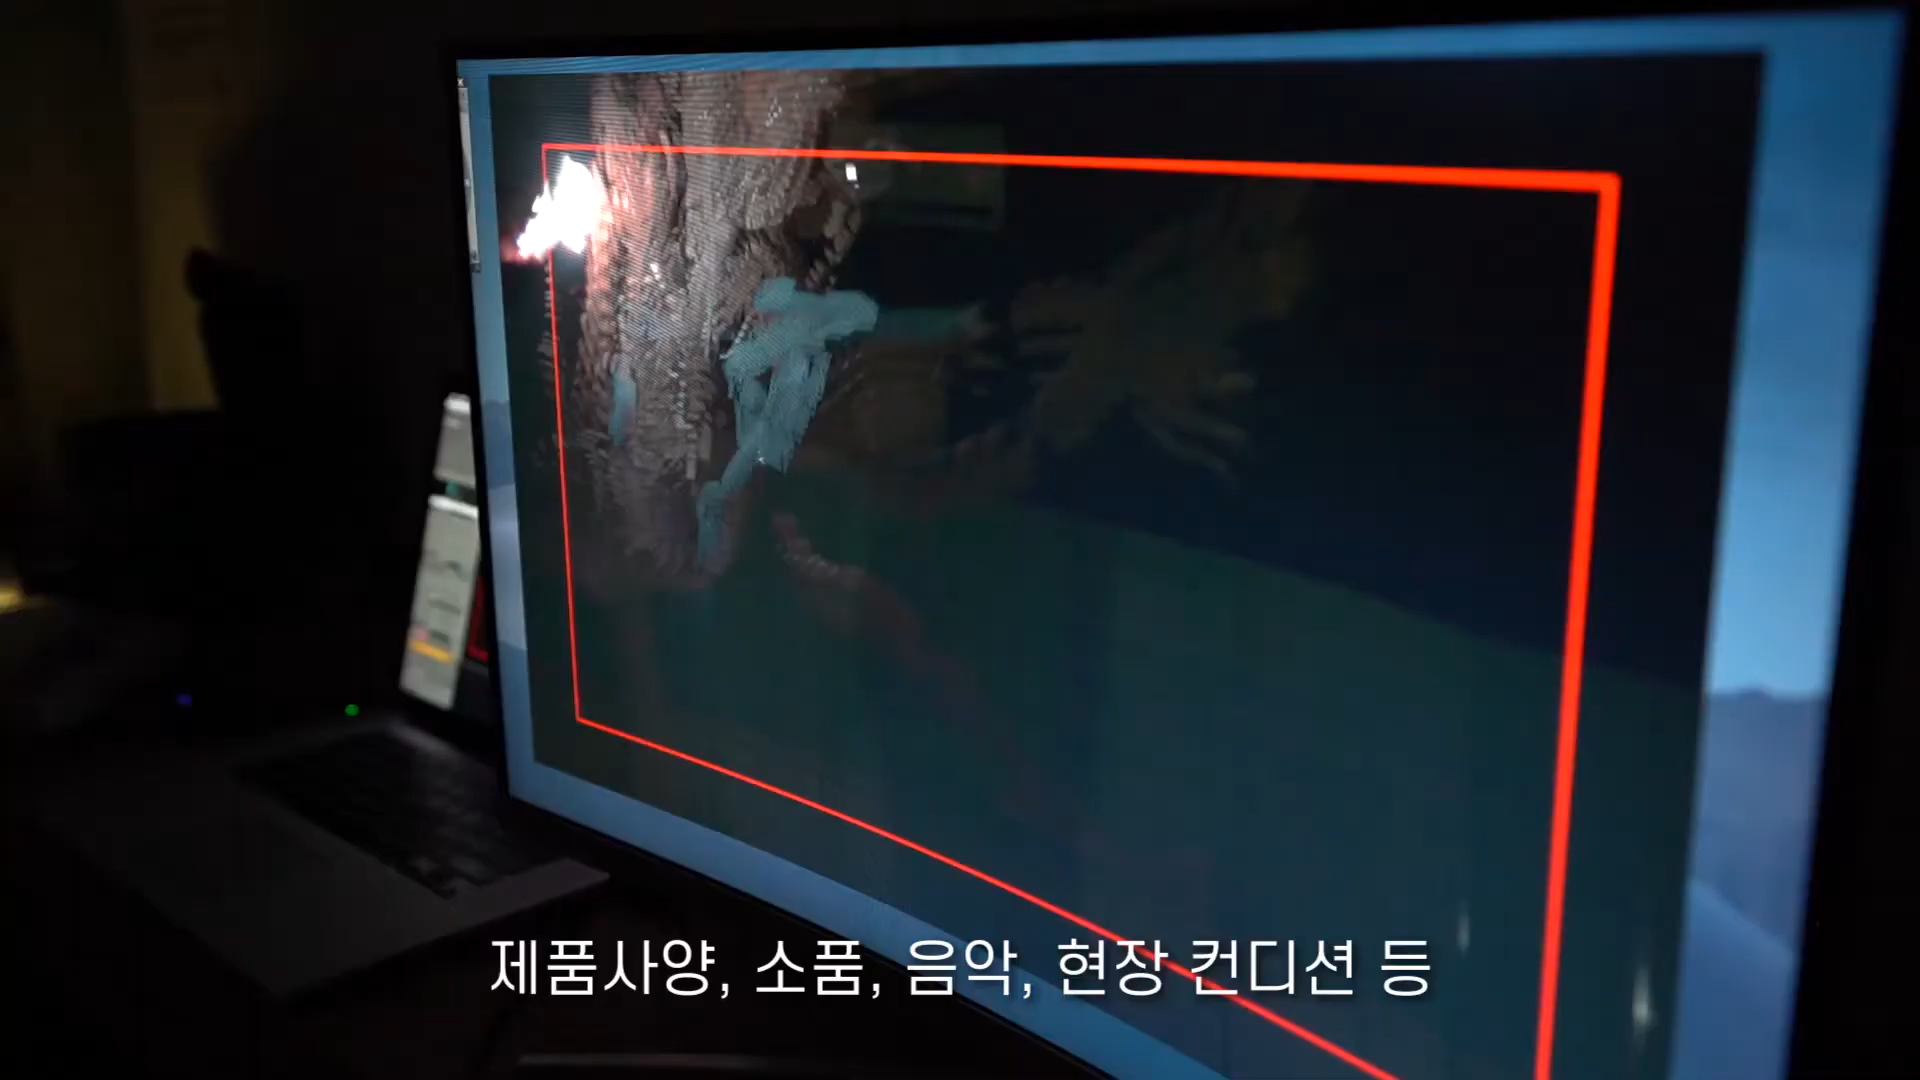 제품사양, 소품, 음악, 현장 컨디션 등